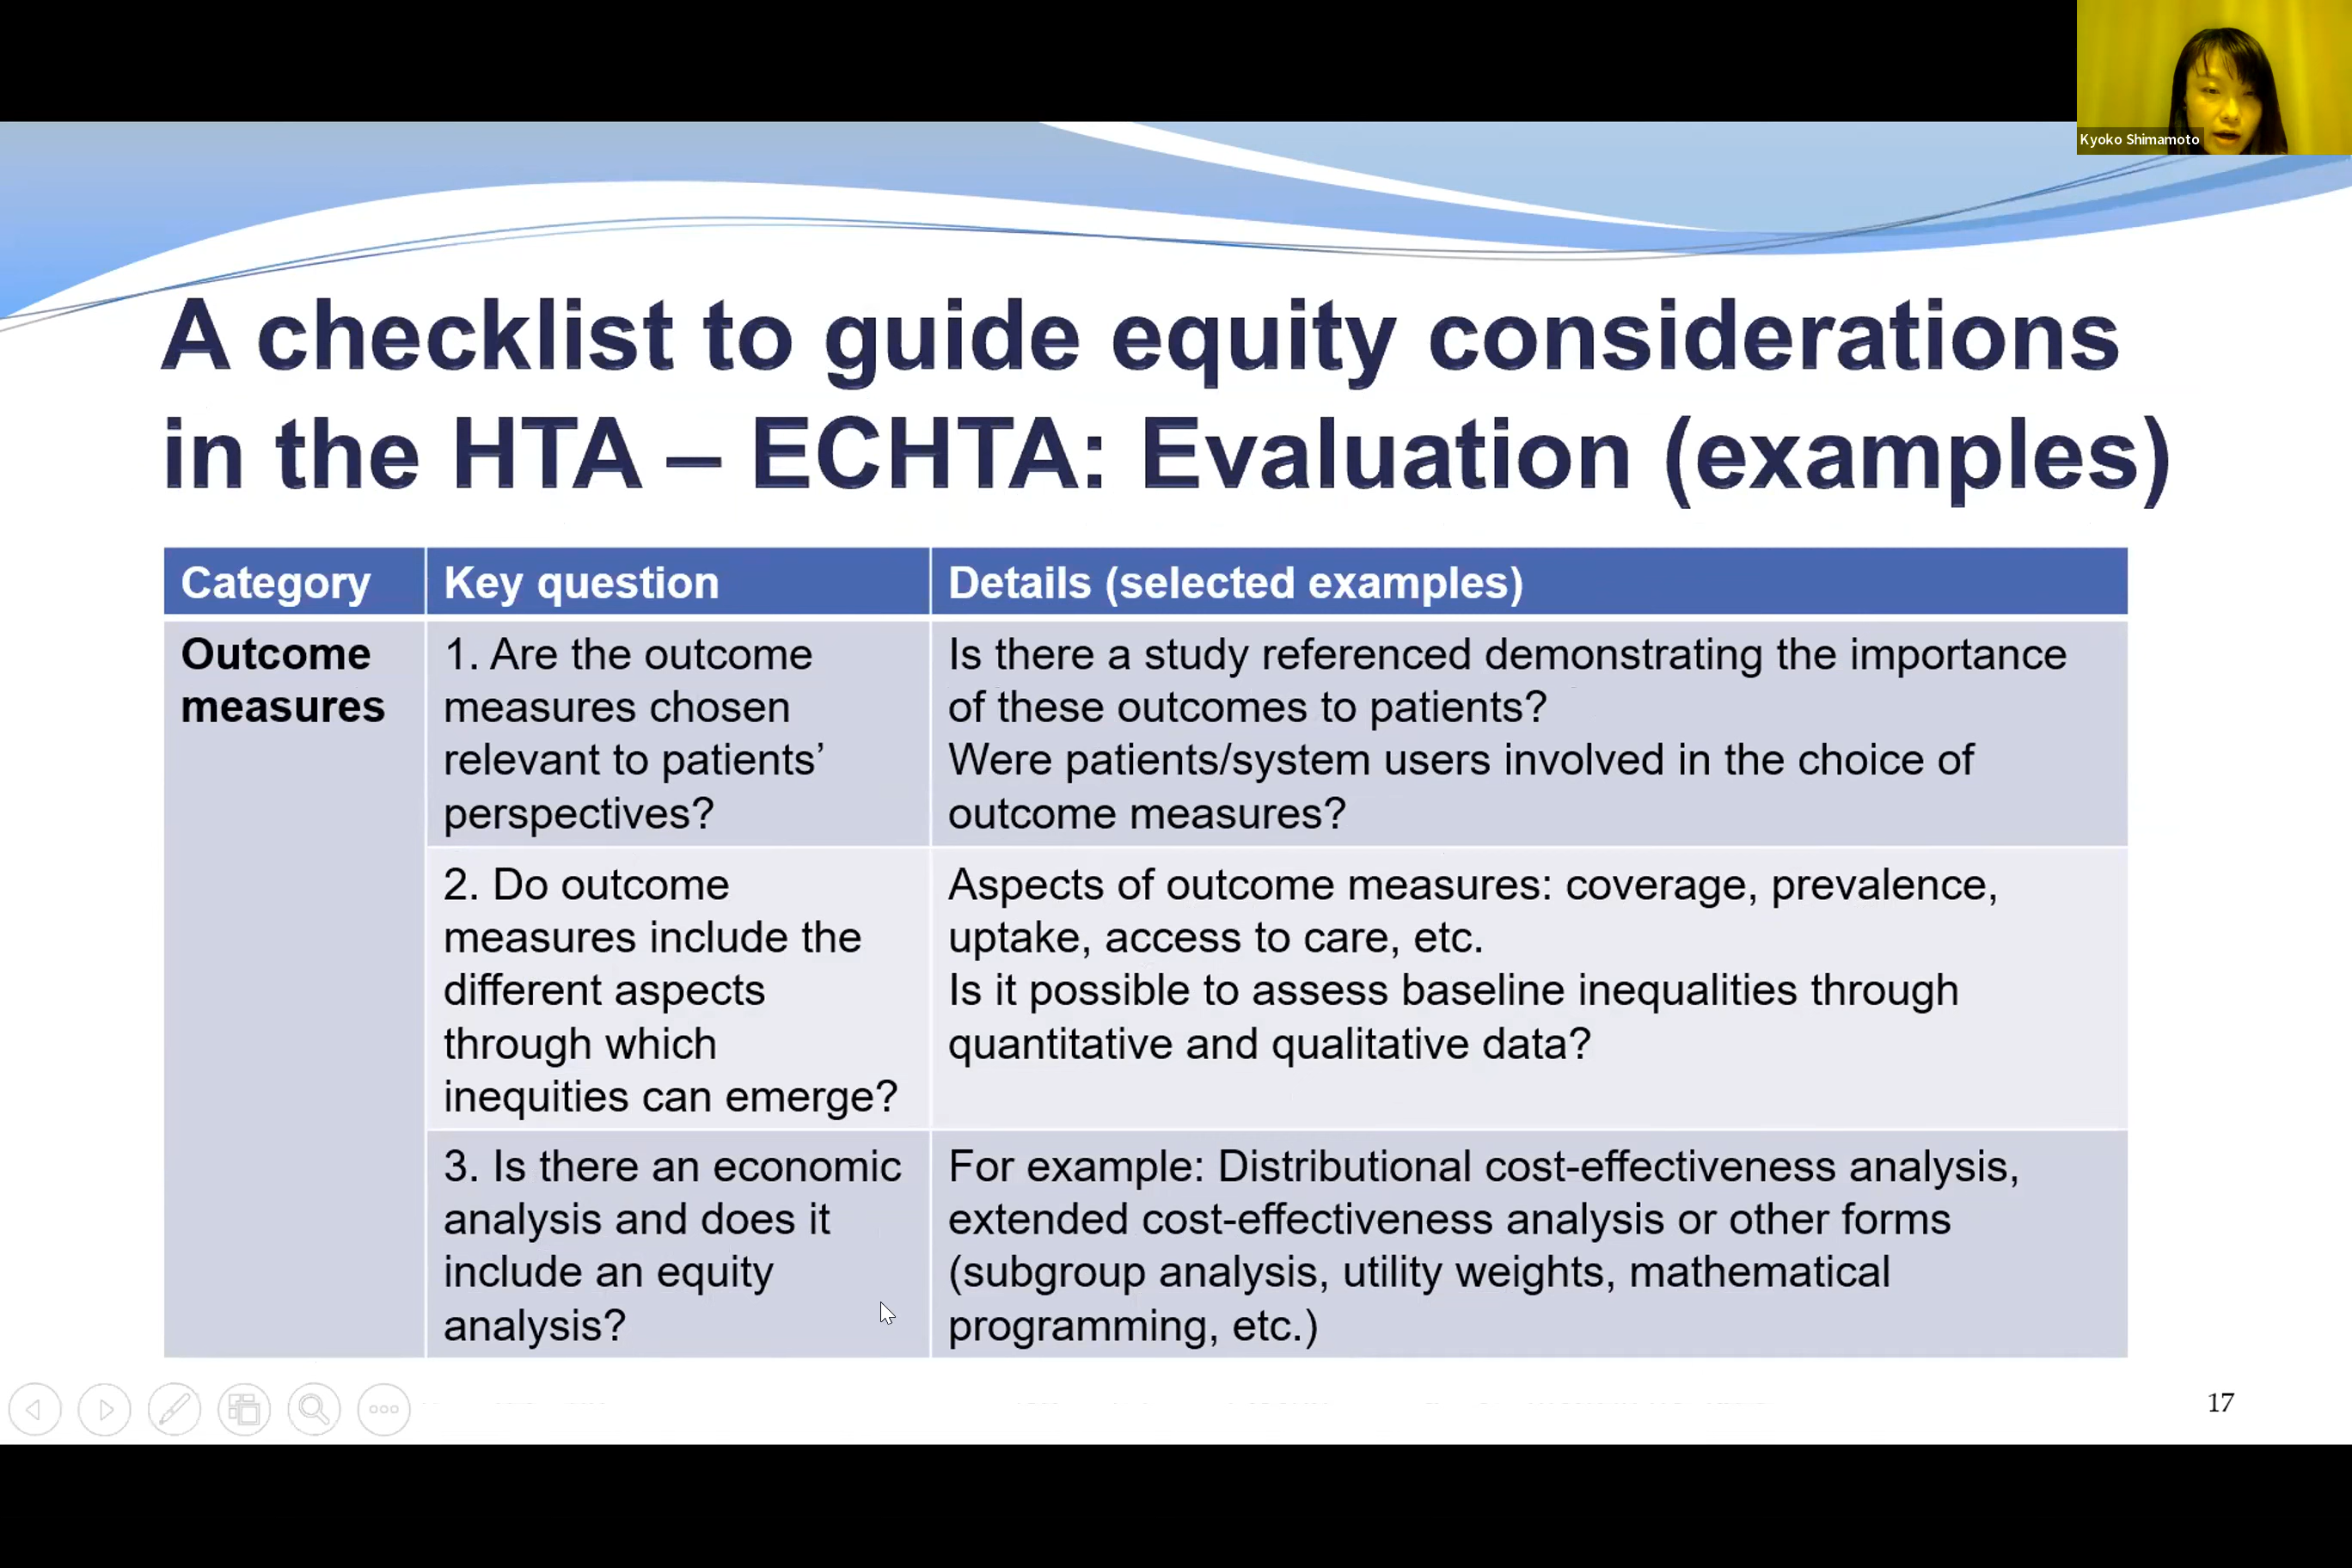 Kyoko Shimamoto
A checklist to guide equity considerations
in the HTA – ECHTA: Evaluation (examples)
Category
Key question
Details (selected examples)
Outcome
measures
1. Are the outcome
measures chosen
relevant to patients’
perspectives?
Is there a study referenced demonstrating the importance
of these outcomes to patients?
Were patients/system users involved in the choice of
outcome measures?
2. Do outcome
measures include the
different aspects
through which
inequities can emerge?
Aspects of outcome measures: coverage, prevalence,
uptake, access to care, etc.
Is it possible to assess baseline inequalities through
quantitative and qualitative data?
3. Is there an economic
analysis and does it
include an equity
analysis?
For example: Distributional cost-effectiveness analysis,
extended cost-effectiveness analysis or other forms
(subgroup analysis, utility weights, mathematical
programming, etc.)
17